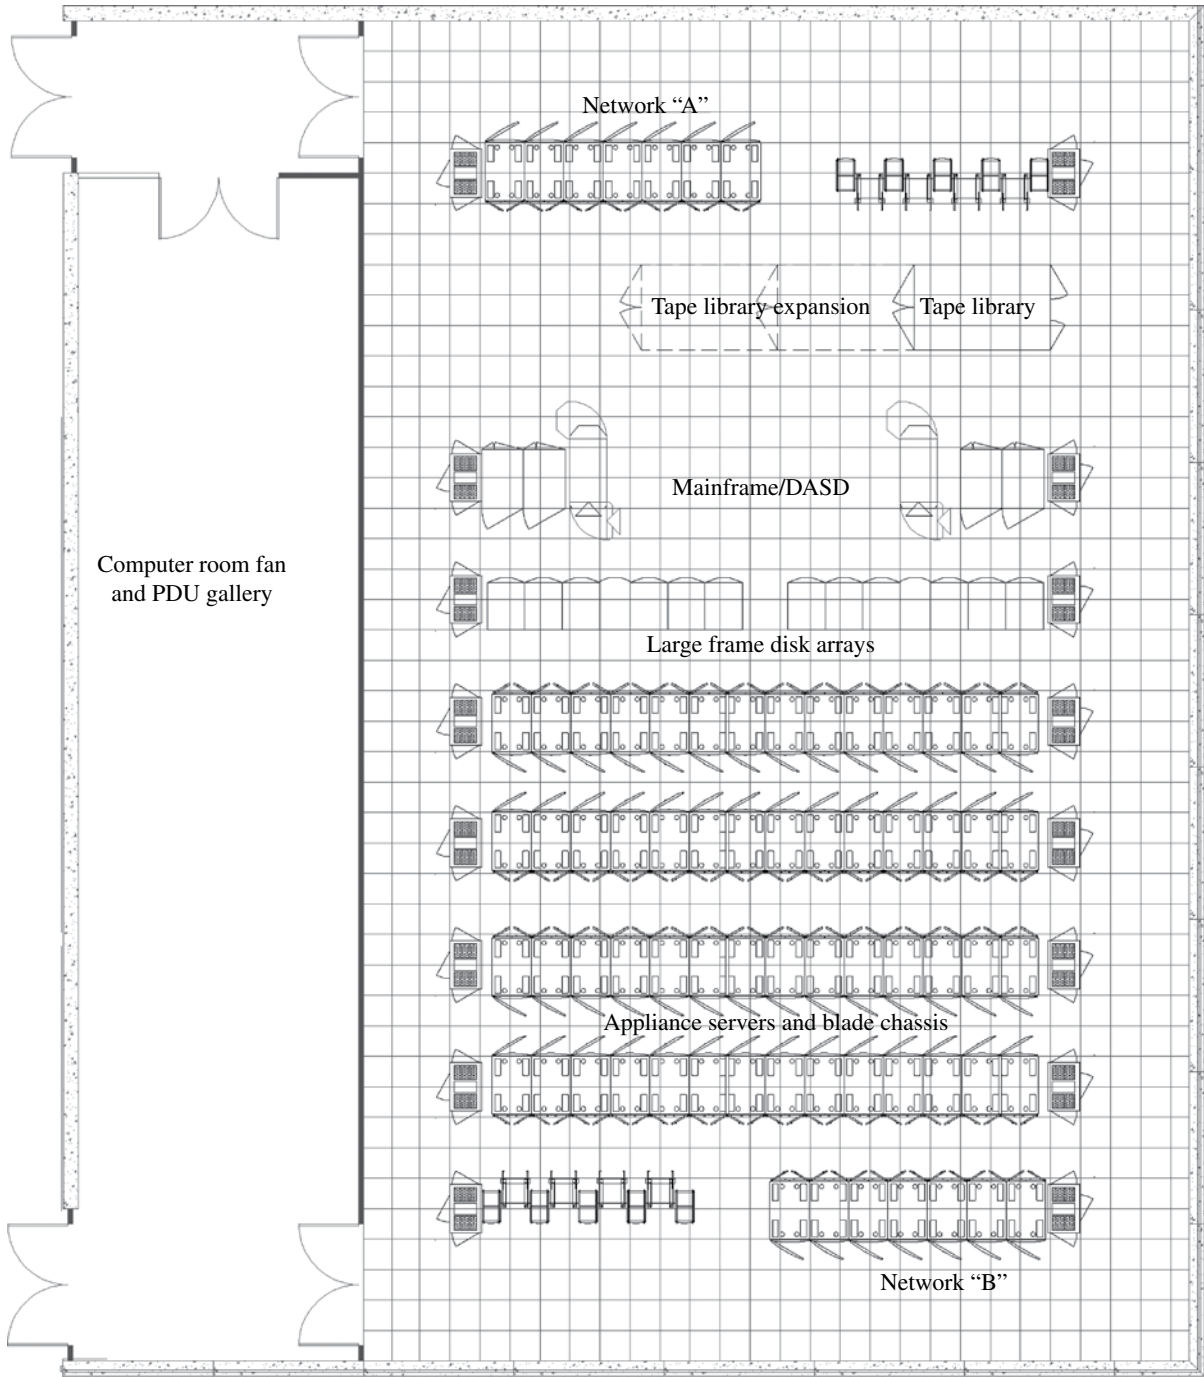 Network “A”
Tape library expansion
Tape library
Mainframe/DASD
Computer room fan
and PDU gallery
Large frame disk arrays
Appliance servers and blade chassis
Network “B”